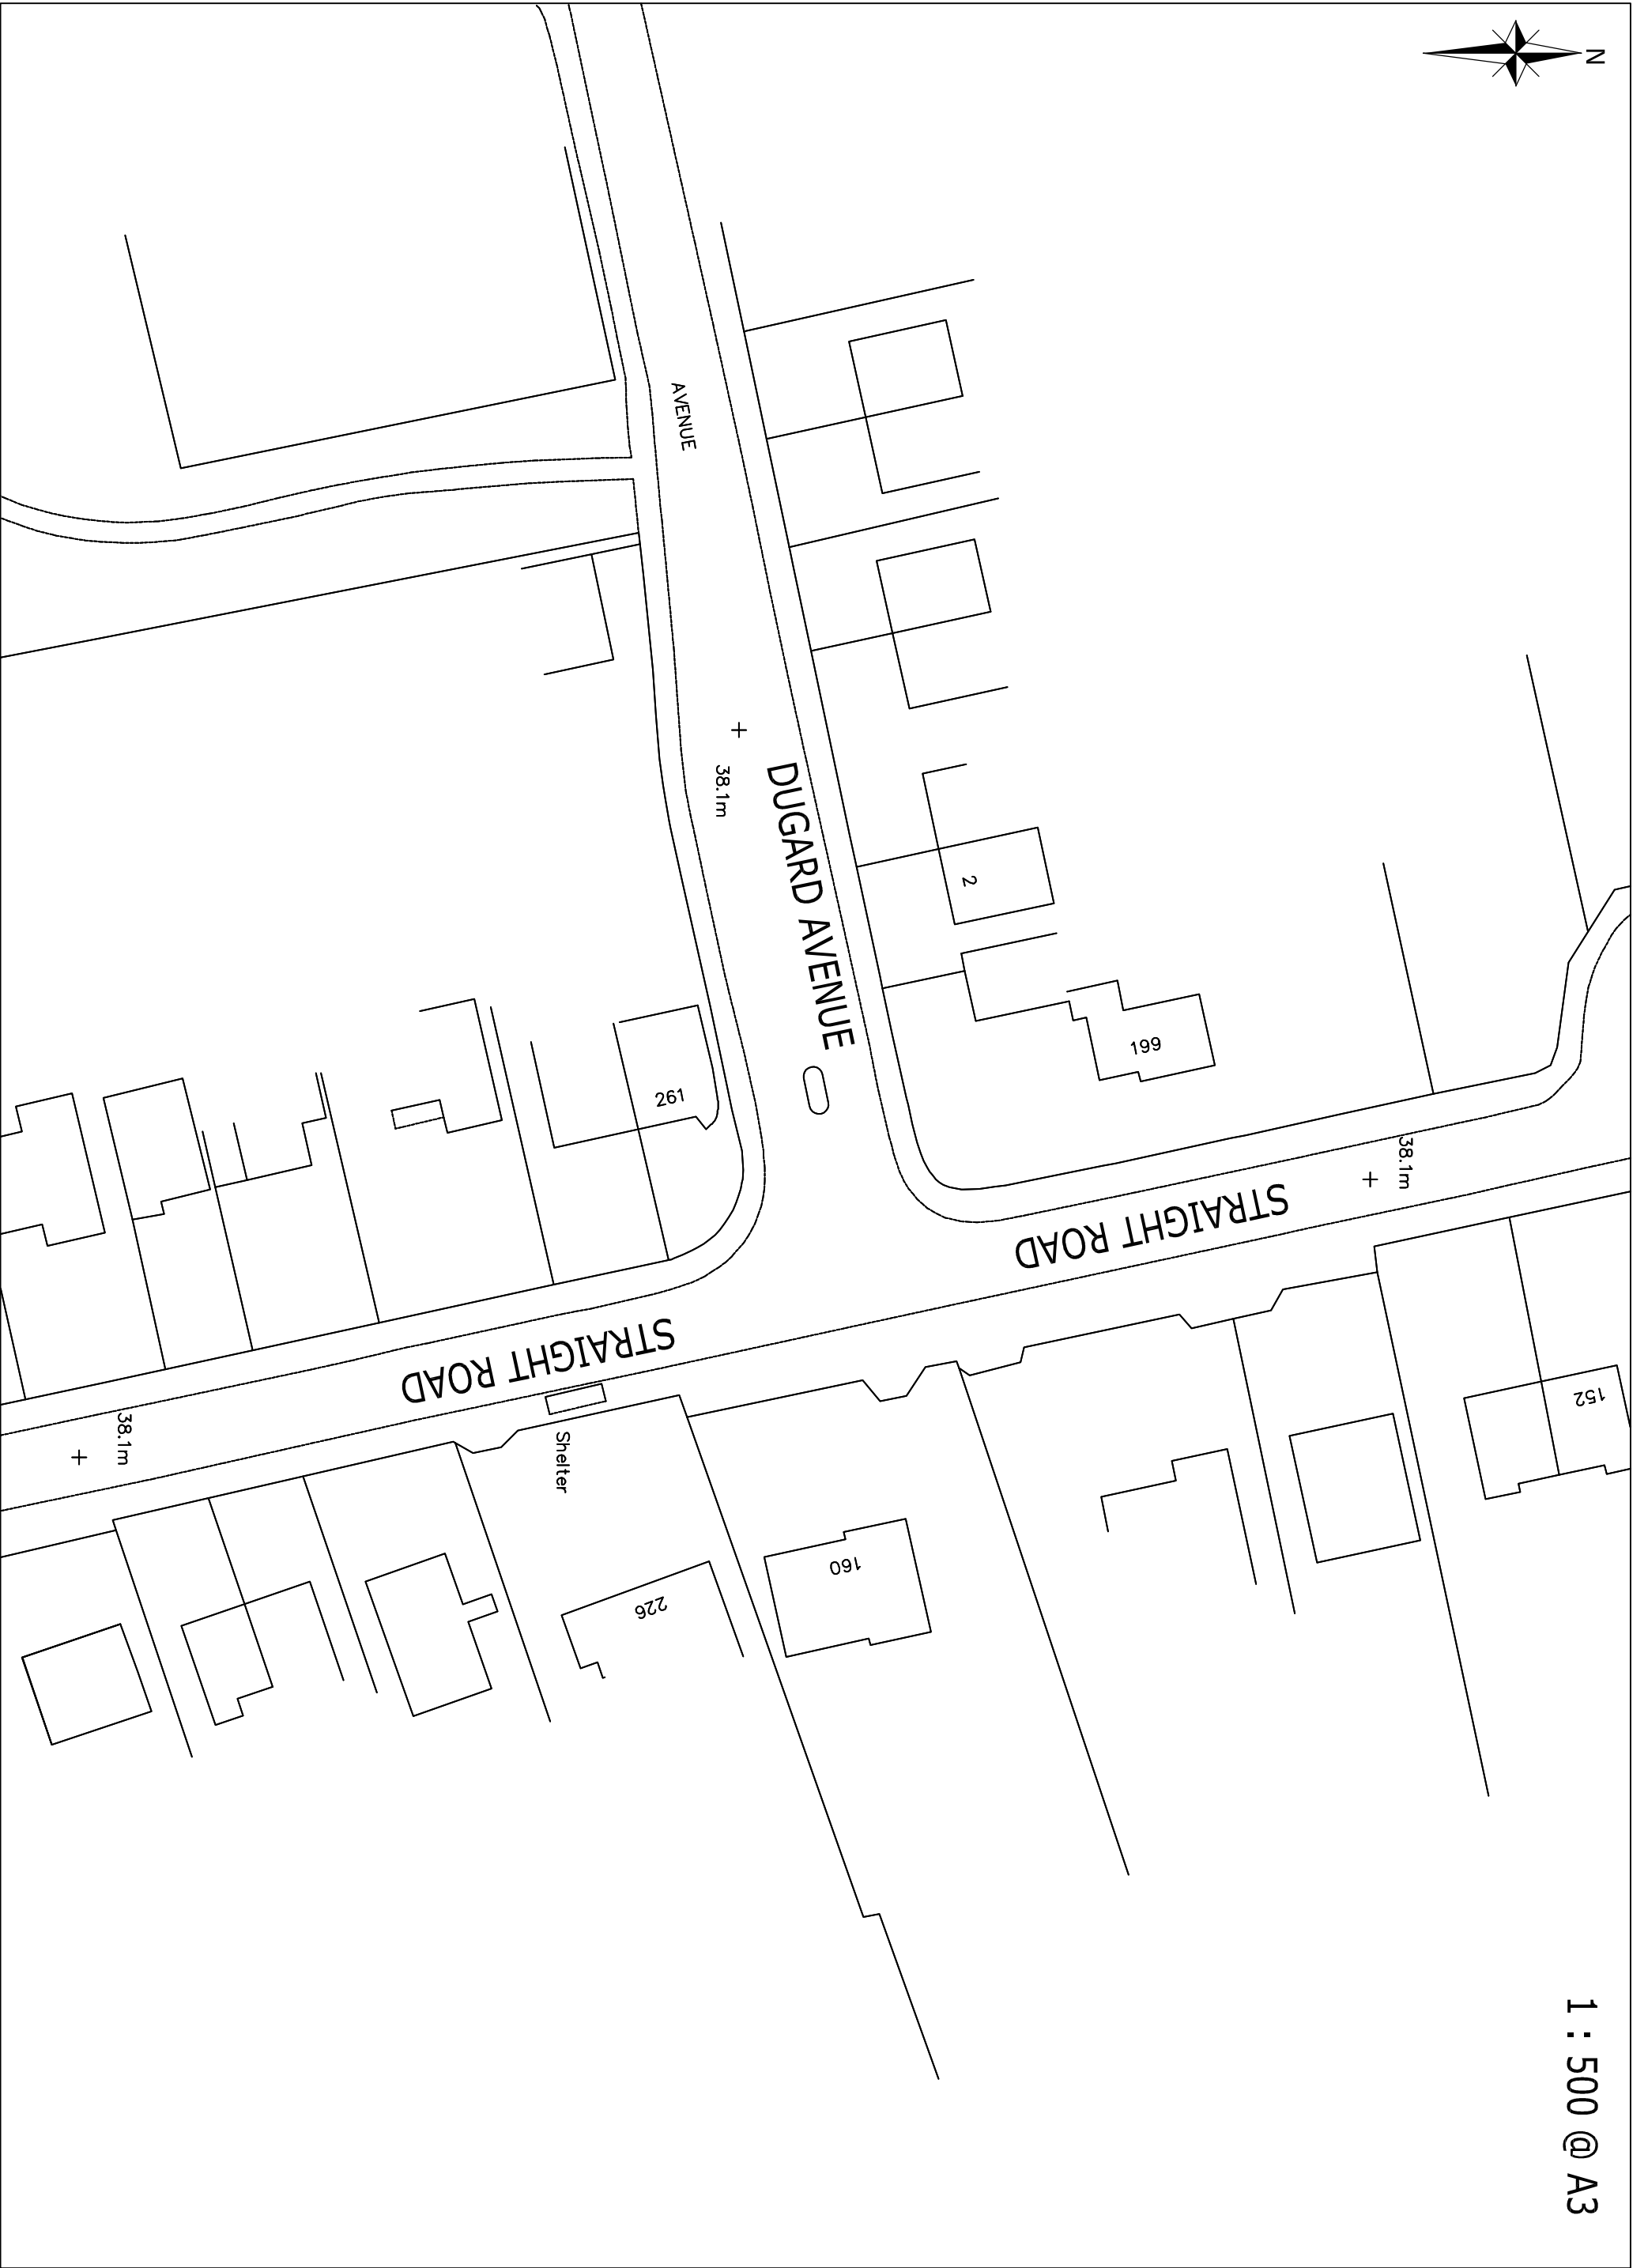 N
1 : 500 @ A3
AVENUE
DUGARD AVENUE
38.1m
2
199
261
STRAIGHT ROAD
38.1m
STRAIGHT ROAD
38.1m
Shelter
152
160
226